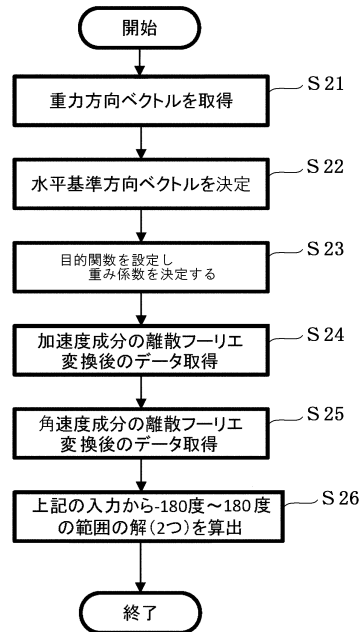 開始
重力方向ベクトルを取得
S21
水平基準方向ベクトルを決定
S22
目的関数を設定し
重み係数を決定する
S23
加速度成分の離散フーリエ
変換後のデータ取得
S24
角速度成分の離散フーリエ
変換後のデータ取得
S25
上記の入力から-180度～180度
の範囲の解(2つ)を算出
S26
終了